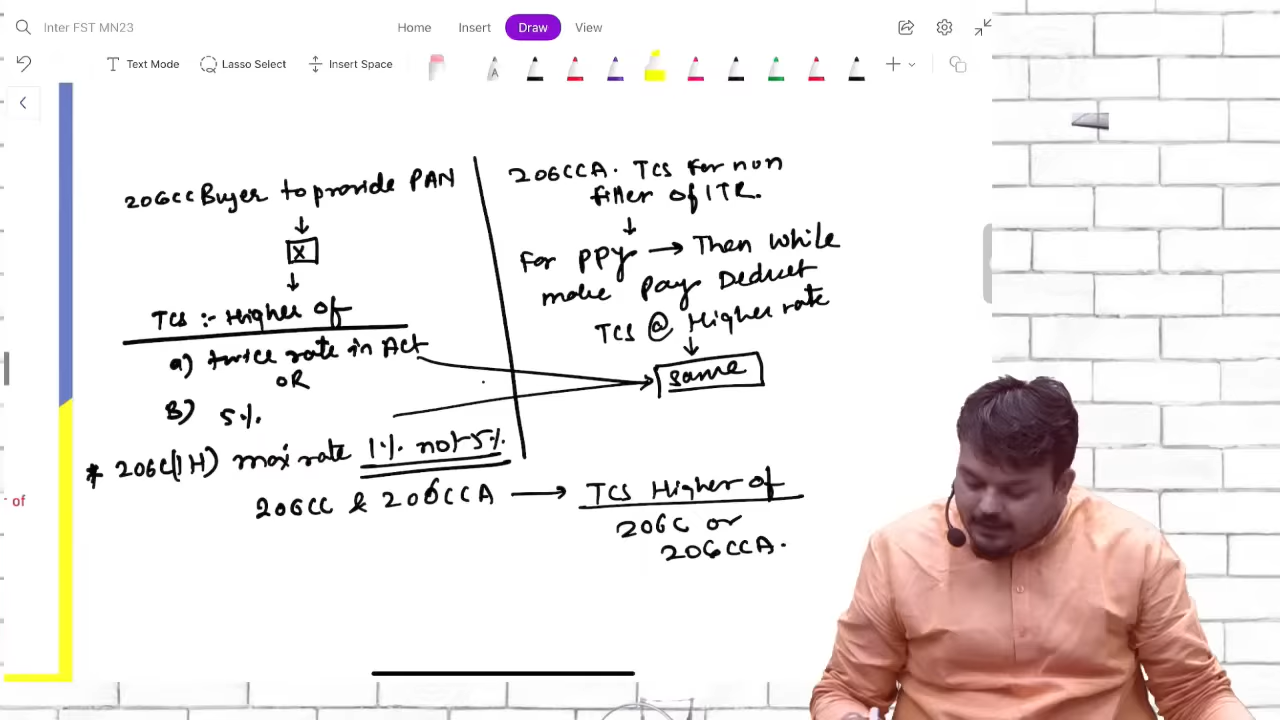 Inter FST MN23
Home Insert Draw View
Text Mode Lasso Select Insert Space
206CC Buyer to provide PAN
X
TCS :- Higher Of
a) twice rate in Act
OR
B) 5%
* 206C(1H) max rate 1% not 5%
206CCA. TCS for non
filler of ITR.
For PPY → Then While
make Pay Deduct
TCS @ Higher rate
Same
206CC & 206CCA → TCS Higher of
206C or
206CCA.
of